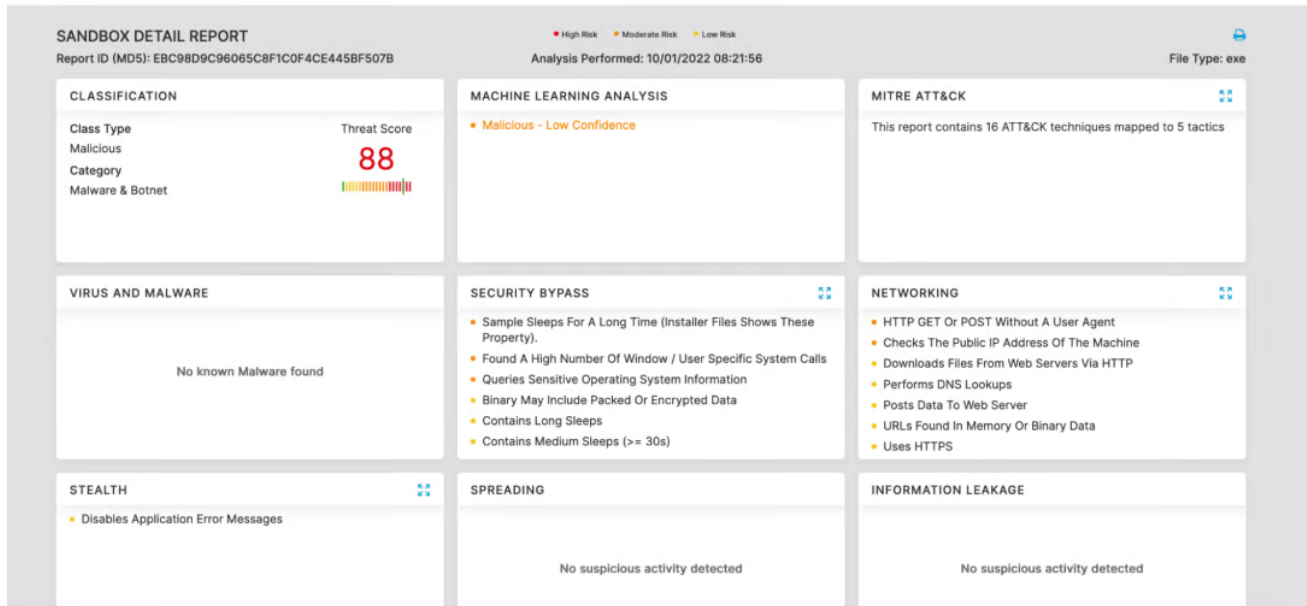 SANDBOX DETAIL REPORT
High Risk Moderate Risk Low Risk
Report ID (MD5): EBC98D9C96065C8F1C0F4CE445BF507B
Analysis Performed: 10/01/2022 08:21:56
File Type: exe
CLASSIFICATION
Class Type
Malicious
Category
Malware & Botnet
Threat Score
88
MACHINE LEARNING ANALYSIS
Malicious - Low Confidence
MITRE ATT&CK
This report contains 16 ATT&CK techniques mapped to 5 tactics
VIRUS AND MALWARE
No known Malware found
SECURITY BYPASS
Sample Sleeps For A Long Time (Installer Files Shows These
Property).
Found A High Number Of Window / User Specific System Calls
Queries Sensitive Operating System Information
Binary May Include Packed Or Encrypted Data
Contains Long Sleeps
Contains Medium Sleeps (>= 30s)
NETWORKING
HTTP GET Or POST Without A User Agent
Checks The Public IP Address Of The Machine
Downloads Files From Web Servers Via HTTP
Performs DNS Lookups
Posts Data To Web Server
URLs Found In Memory Or Binary Data
Uses HTTPS
STEALTH
Disables Application Error Messages
SPREADING
No suspicious activity detected
INFORMATION LEAKAGE
No suspicious activity detected